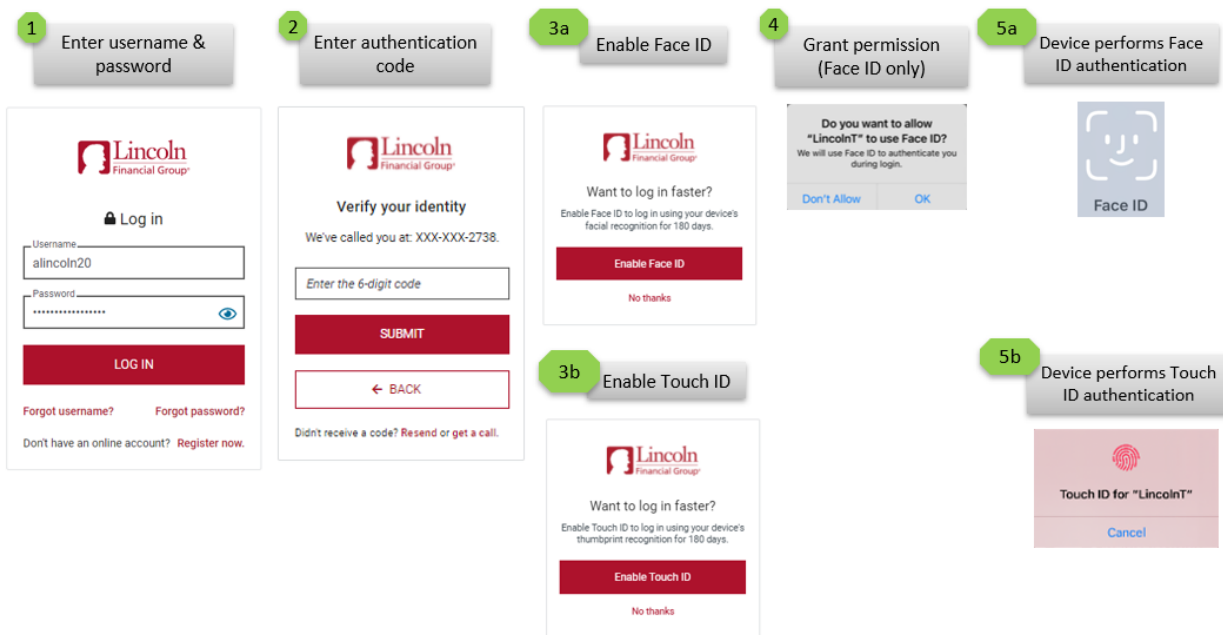 1
Enter username &
password
Lincoln
Financial Group®
Log in
Username
alincoln20
Password
•••••••••••••••••
LOG IN
Forgot username? Forgot password?
Don't have an online account? Register now.
2
Enter authentication
code
Lincoln
Financial Group®
Verify your identity
We've called you at: XXX-XXX-2738.
Enter the 6-digit code
SUBMIT
← BACK
Didn't receive a code? Resend or get a call.
3a
Enable Face ID
Lincoln
Financial Group®
Want to log in faster?
Enable Face ID to log in using your device's
facial recognition for 180 days.
Enable Face ID
No thanks
3b
Enable Touch ID
Lincoln
Financial Group®
Want to log in faster?
Enable Touch ID to log in using your device's
thumbprint recognition for 180 days.
Enable Touch ID
No thanks
4
Grant permission
(Face ID only)
Do you want to allow
“LincolnT” to use Face ID?
We will use Face ID to authenticate you
during login.
Don't Allow OK
5a
Device performs Face
ID authentication
Face ID
5b
Device performs Touch
ID authentication
Touch ID for “LincolnT”
Cancel